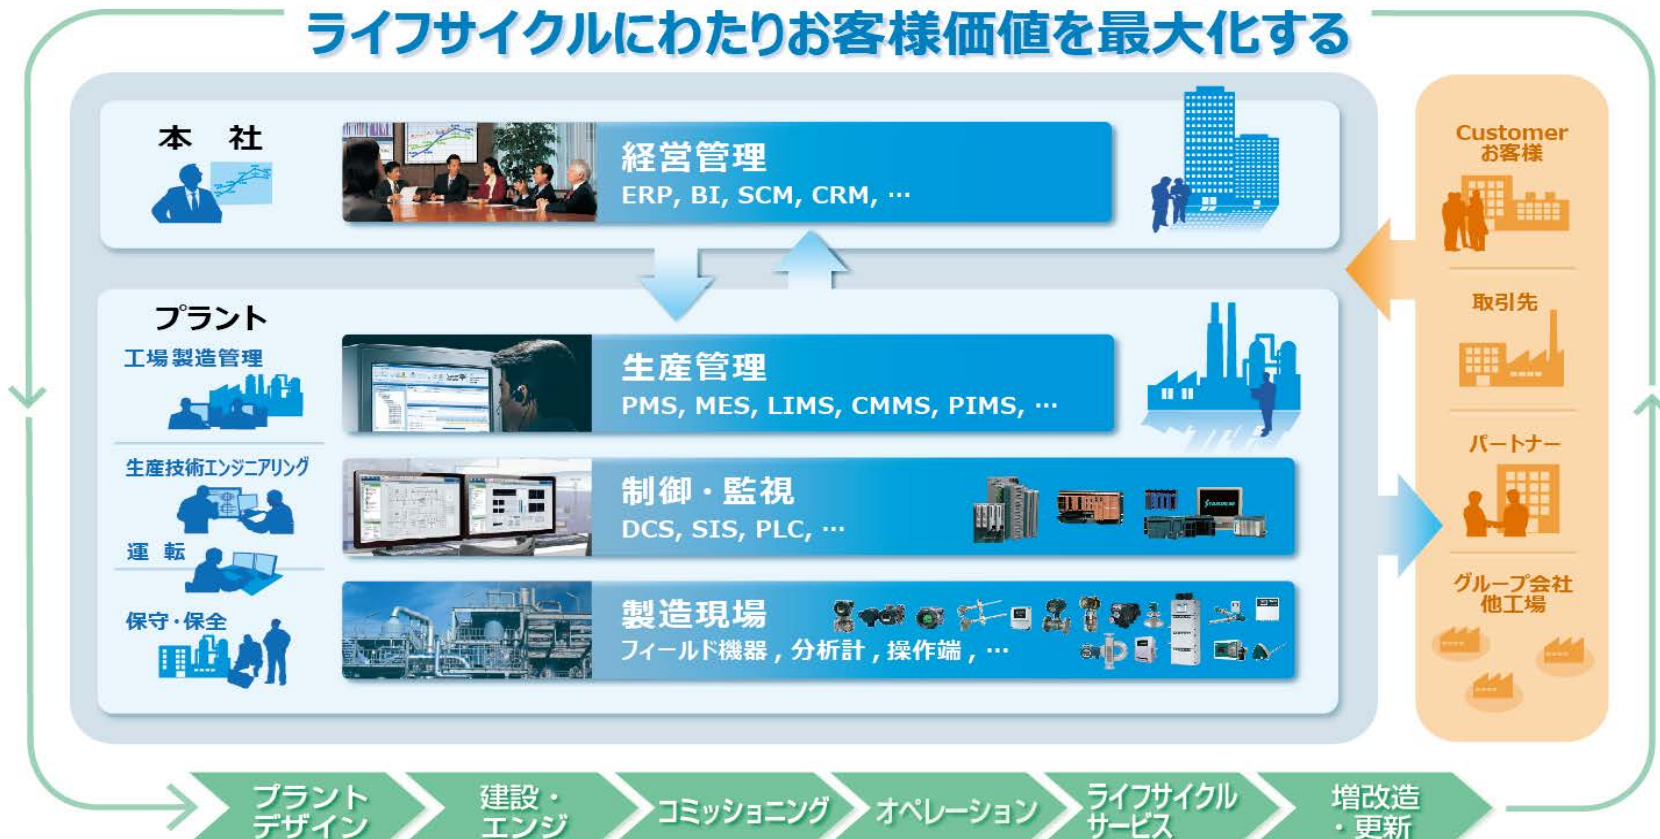 ライフサイクルにわたりお客様価値を最大化する
本 社
経営管理
ERP, BI, SCM, CRM, …
プラント
工場製造管理
生産管理
PMS, MES, LIMS, CMMS, PIMS, …
生産技術エンジニアリング
運 転
制御・監視
DCS, SIS, PLC, …
保守・保全
製造現場
フィールド機器 , 分析計 , 操作端 , …
Customer
お客様
取引先
パートナー
グループ会社
他工場
プラント
デザイン
建設・
エンジ
コミッショニング
オペレーション
ライフサイクル
サービス
増改造
・更新